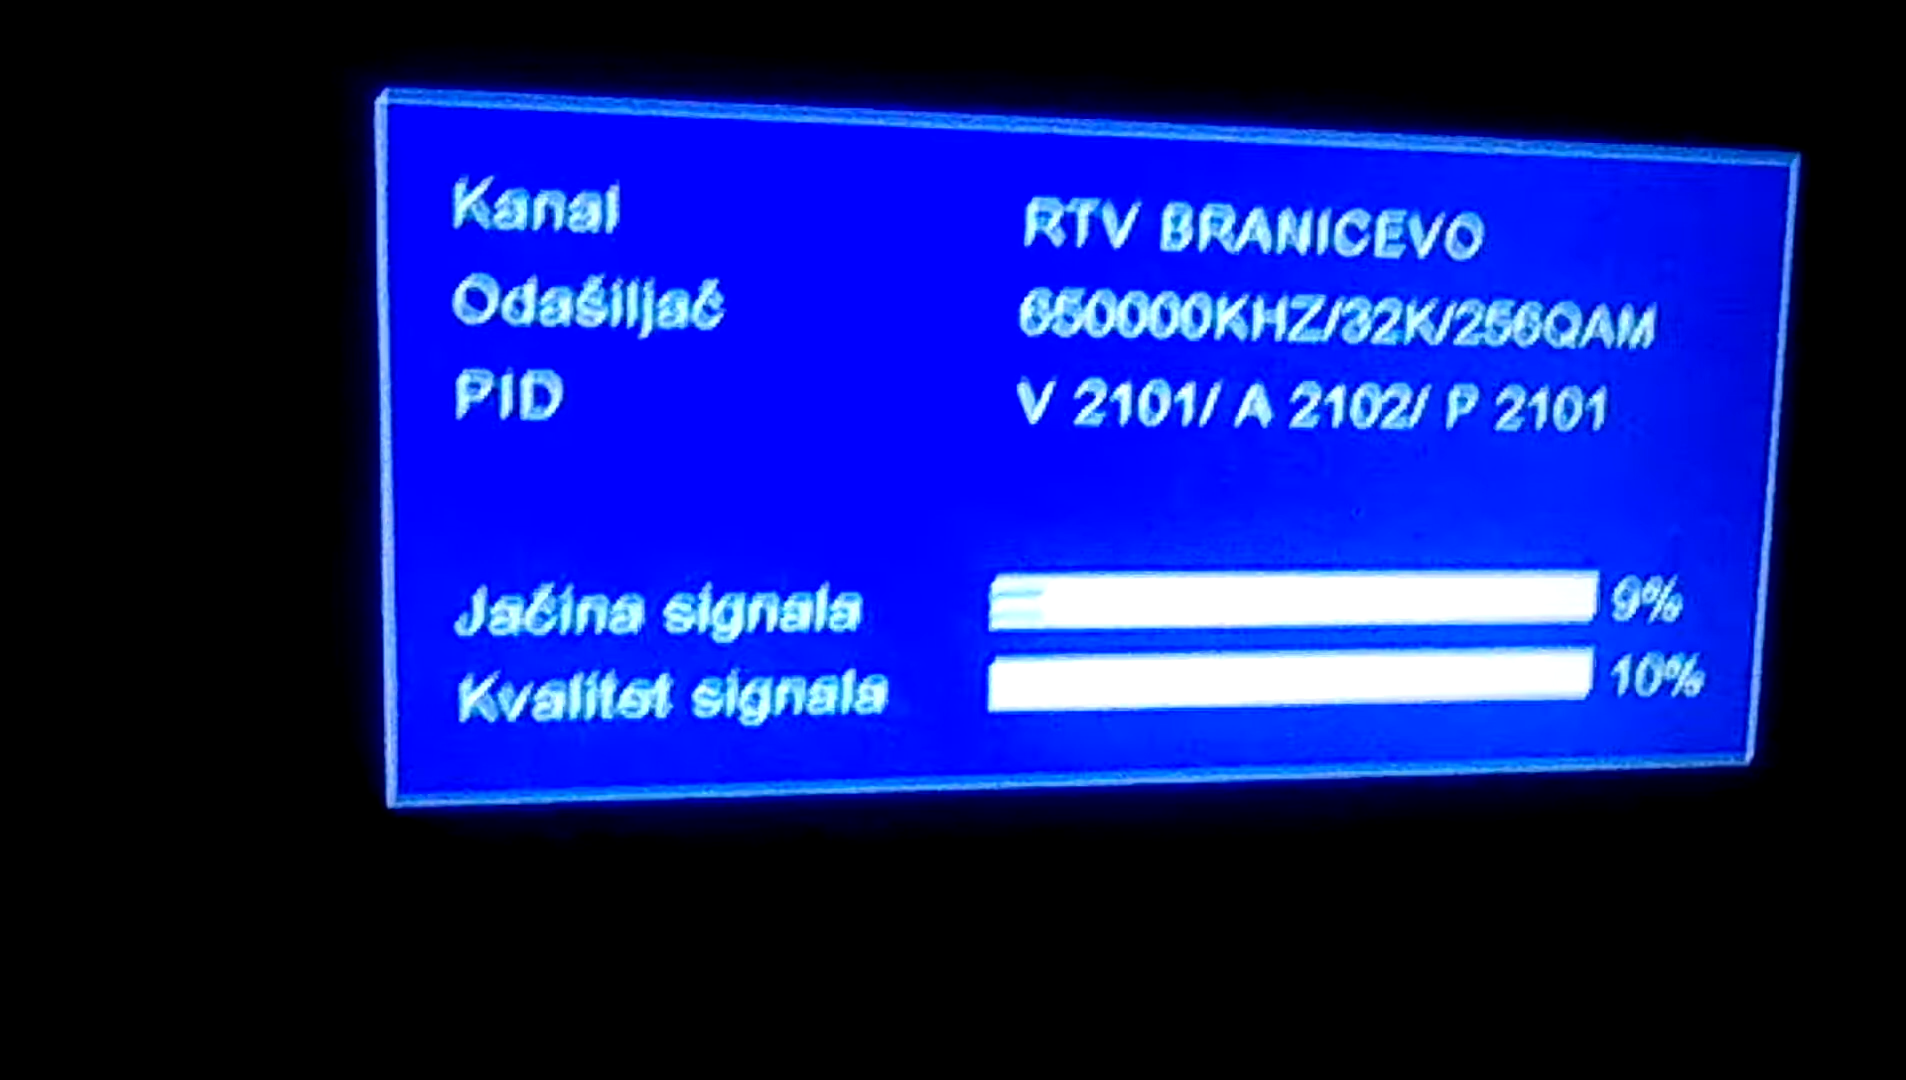 Kanal RTV BRANICEVO
Odašiljač 650000KHZ/32K/256QAM
PID V 2101/ A 2102/ P 2101
Jačina signala 9%
Kvalitet signala 10%